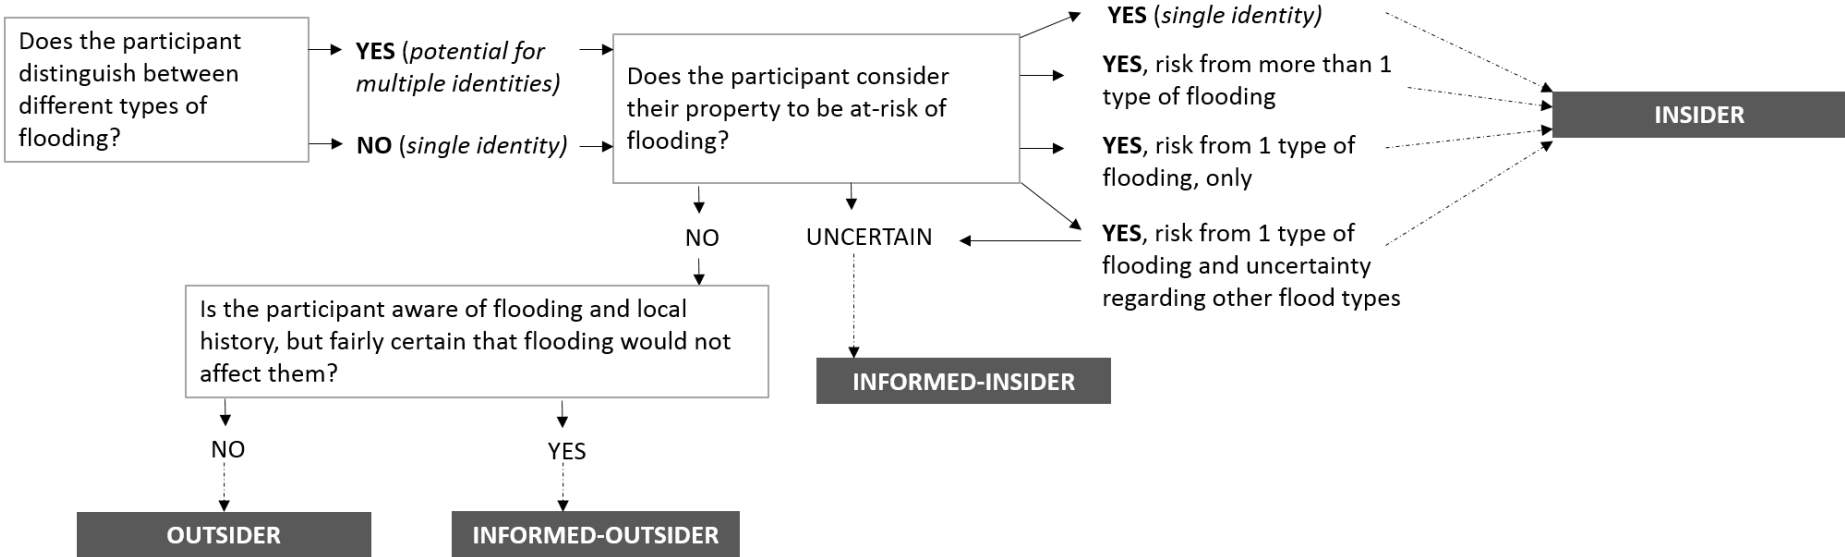 Does the participant
distinguish between
different types of
flooding?
YES (potential for
multiple identities)
NO (single identity)
Does the participant consider
their property to be at-risk of
flooding?
YES (single identity)
YES, risk from more than 1
type of flooding
YES, risk from 1 type of
flooding, only
YES, risk from 1 type of
flooding and uncertainty
regarding other flood types
INSIDER
NO
UNCERTAIN
Is the participant aware of flooding and local
history, but fairly certain that flooding would not
affect them?
INFORMED-INSIDER
NO
YES
OUTSIDER
INFORMED-OUTSIDER